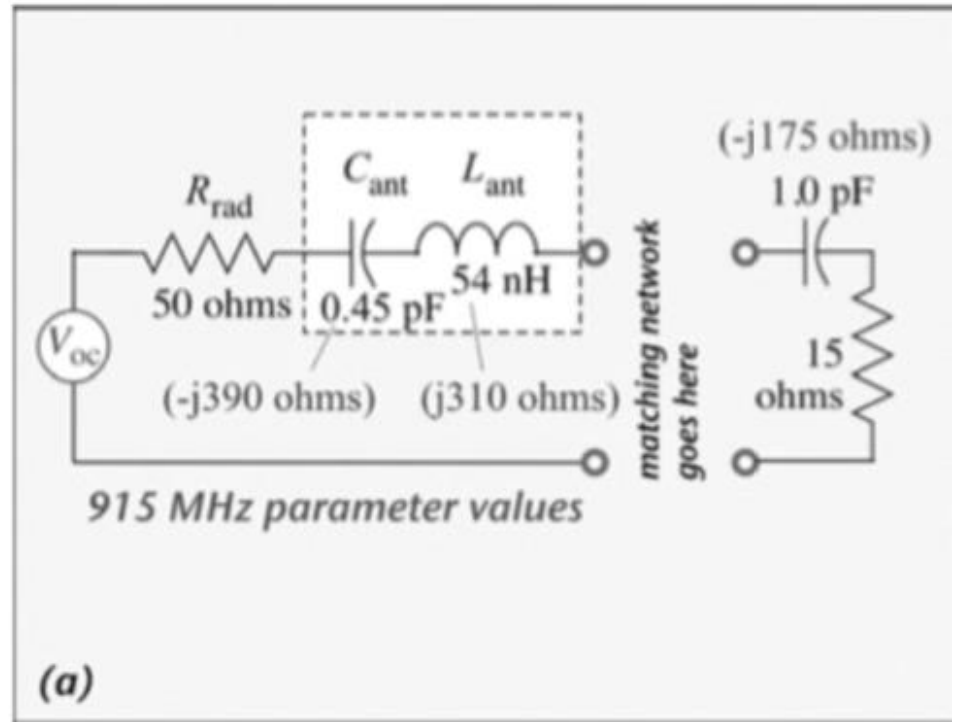 (-j175 ohms)
1.0 pF
C_ant L_ant
R_rad
50 ohms
0.45 pF
54 nH
V_oc
(-j390 ohms) (j310 ohms)
matching network
goes here
15
ohms
915 MHz parameter values
(a)